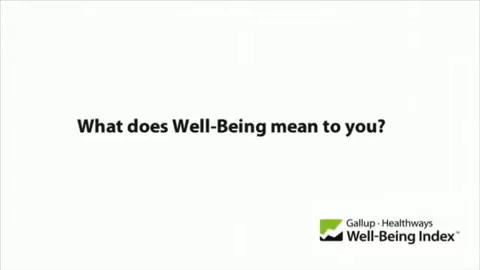 What does Well-Being mean to you?
Gallup · Healthways
Well-Being Index™